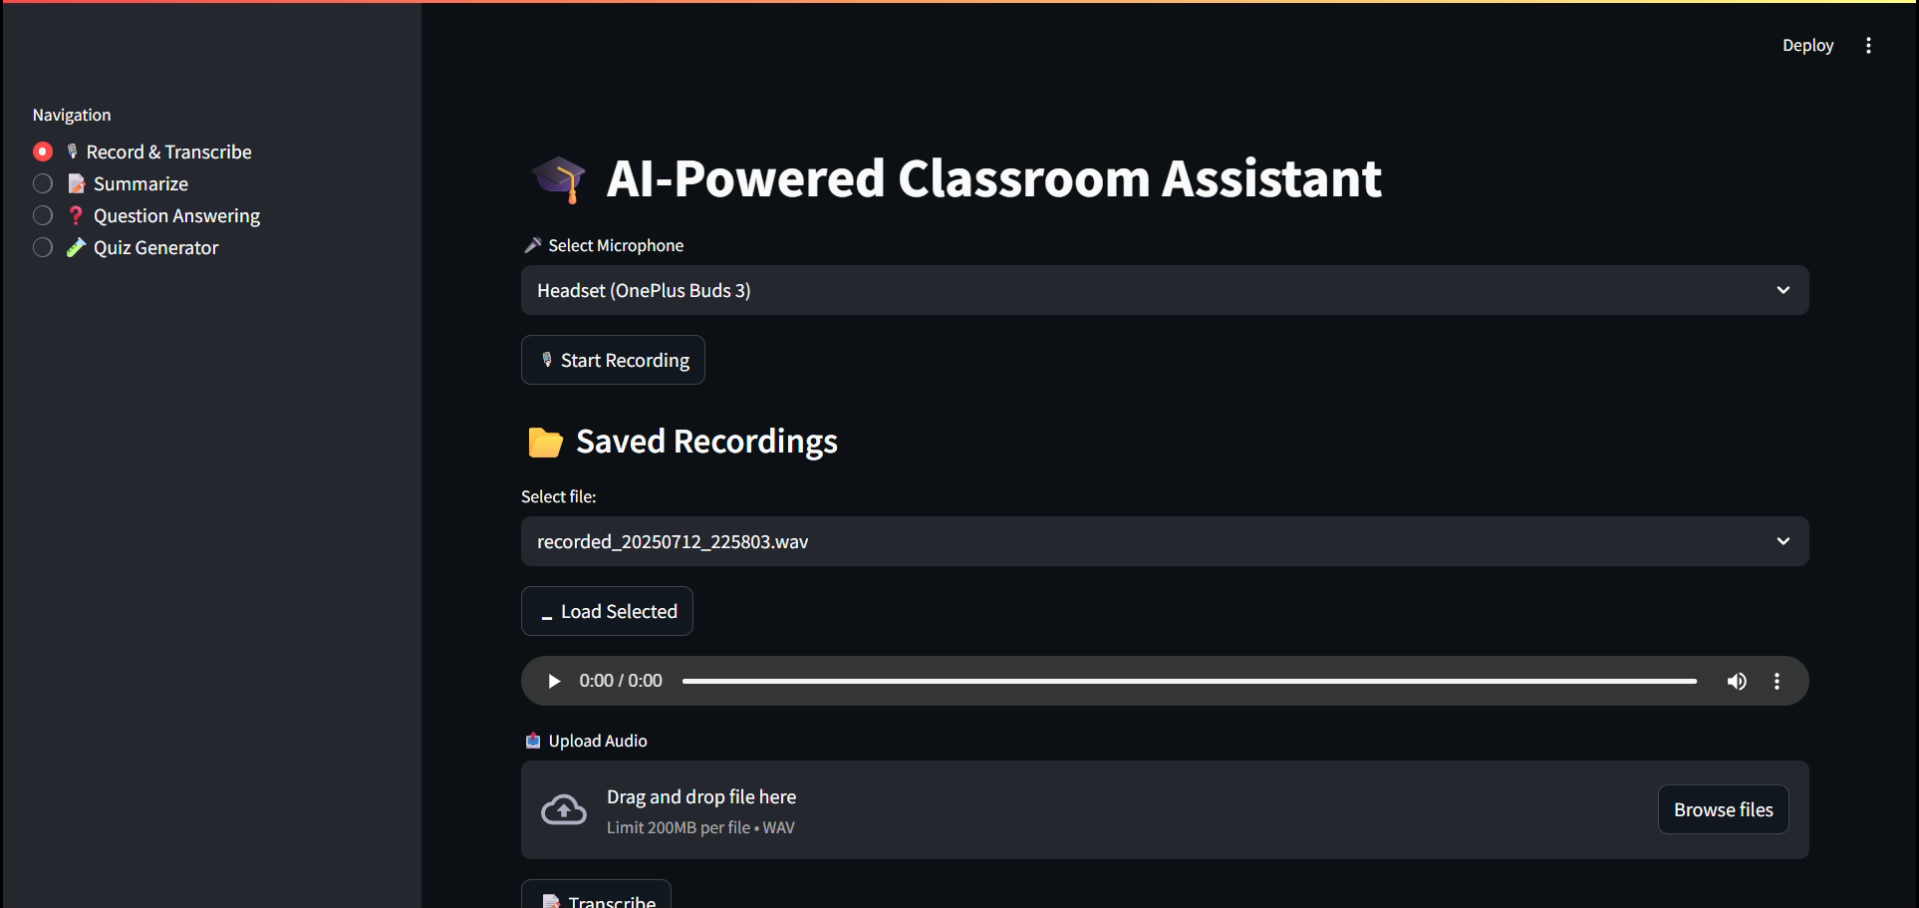 Deploy
Navigation
Record & Transcribe
Summarize
Question Answering
Quiz Generator
AI-Powered Classroom Assistant
Select Microphone
Headset (OnePlus Buds 3)
Start Recording
Saved Recordings
Select file:
recorded_20250712_225803.wav
Load Selected
0:00 / 0:00
Upload Audio
Drag and drop file here
Limit 200MB per file • WAV
Browse files
Transcribe